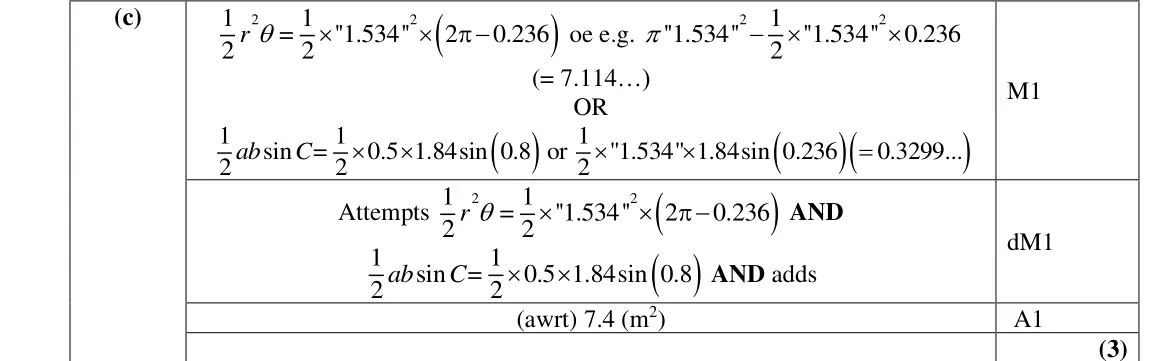 (c)
1/2 r²θ = 1/2 × "1.534"² × (2π − 0.236) oe e.g. π"1.534"² − 1/2 × "1.534"² × 0.236
(= 7.114…)
M1
OR
1/2 ab sin C = 1/2 × 0.5 × 1.84 sin(0.8) or 1/2 × "1.534" × 1.84 sin(0.236) (= 0.3299...)
Attempts 1/2 r²θ = 1/2 × "1.534"² × (2π − 0.236) AND
dM1
1/2 ab sin C = 1/2 × 0.5 × 1.84 sin(0.8) AND adds
(awrt) 7.4 (m²) A1
(3)